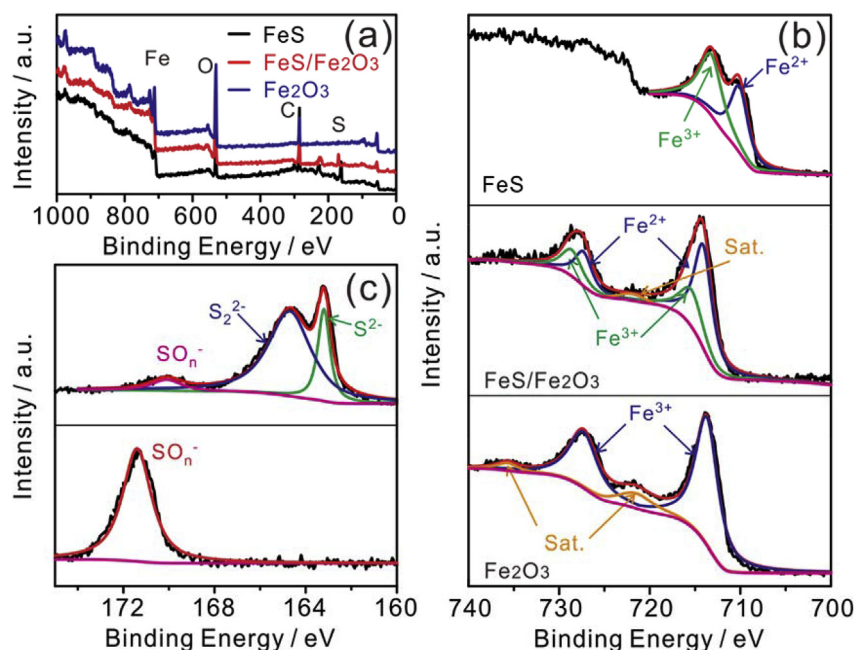 (a)
FeS
FeS/Fe2O3
Fe2O3
Fe
O
C
S
Intensity / a.u.
1000 800 600 400 200 0
Binding Energy / eV
(c)
S₂²⁻
S²⁻
SOₙ⁻
SOₙ⁻
Intensity / a.u.
172 168 164 160
Binding Energy / eV
(b)
Fe²⁺
Fe³⁺
FeS
Fe²⁺
Sat.
Fe³⁺
FeS/Fe2O3
Fe³⁺
Sat.
Fe2O3
Intensity / a.u.
740 730 720 710 700
Binding Energy / eV